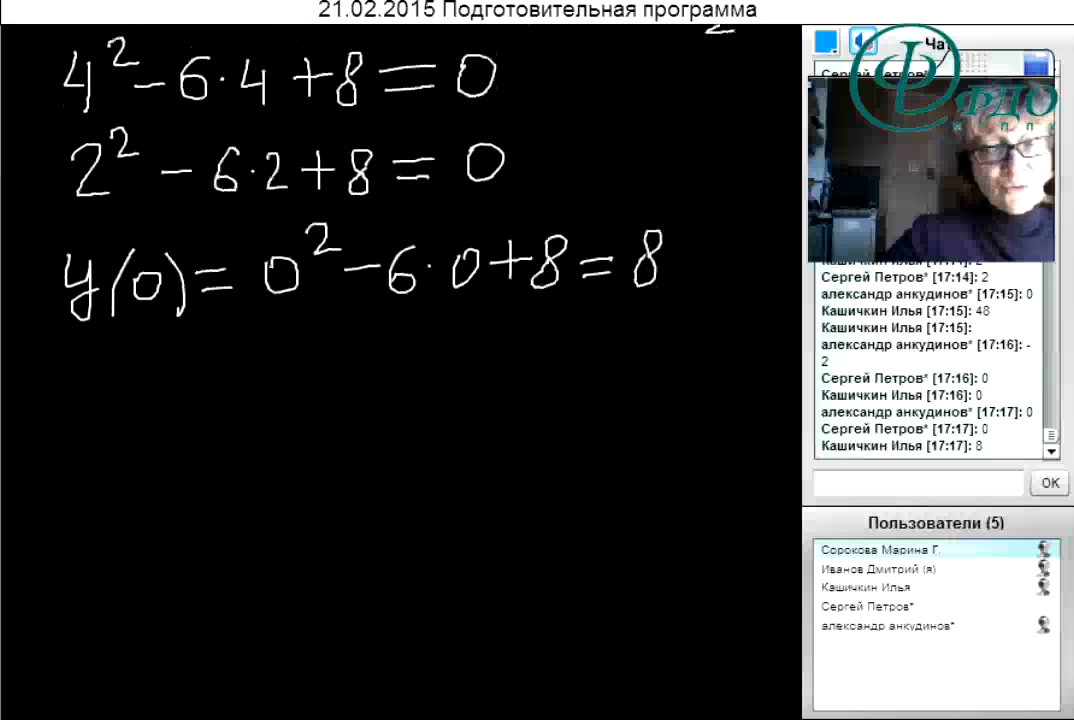 21.02.2015 Подготовительная программа
4² - 6·4 + 8 = 0
2² - 6·2 + 8 = 0
y(0) = 0² - 6·0 + 8 = 8
Чат
ФДО
Сергей Петров*
Сергей Петров* [17:14]: 2
александр анкудинов* [17:15]: 0
Кашичкин Илья [17:15]: 48
Кашичкин Илья [17:15]:
александр анкудинов* [17:16]: -
2
Сергей Петров* [17:16]: 0
Кашичкин Илья [17:16]: 0
александр анкудинов* [17:17]: 0
Сергей Петров* [17:17]: 0
Кашичкин Илья [17:17]: 8
OK
Пользователи (5)
Сорокова Марина Г.
Иванов Дмитрий (я)
Кашичкин Илья
Сергей Петров*
александр анкудинов*